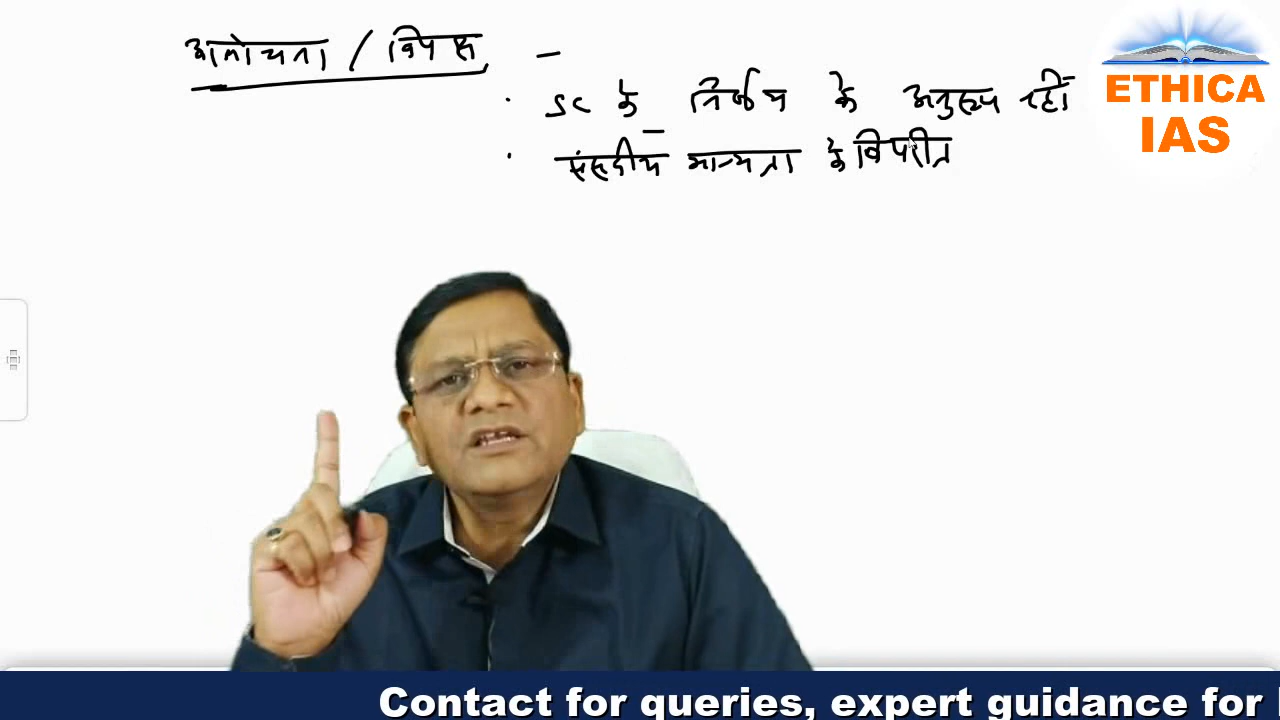 आलोचना / विपक्ष —
. SC के निर्णय के अनुरूप नहीं
. संसदीय मान्यता के विपरीत
ETHICA
IAS
Contact for queries, expert guidance for